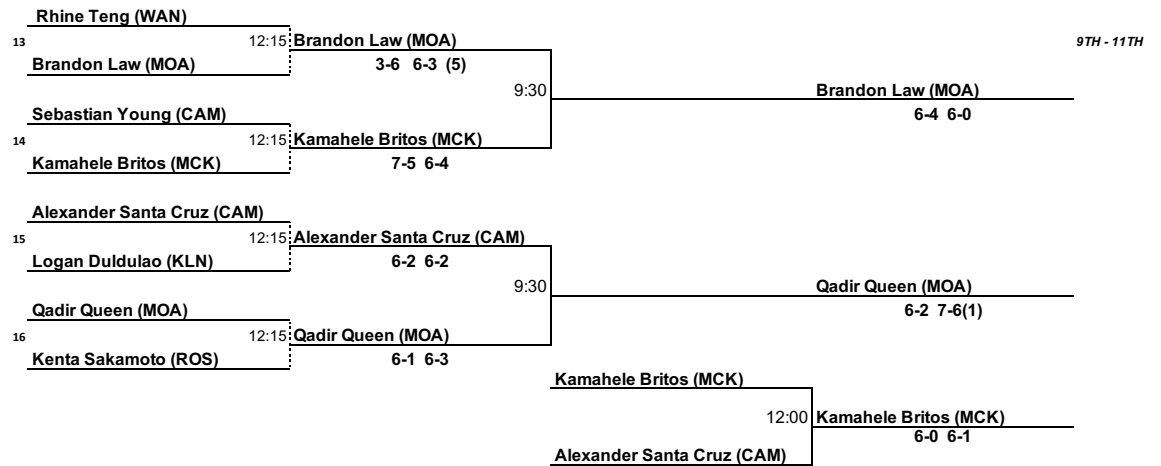 Rhine Teng (WAN)
13 12:15 Brandon Law (MOA) 9TH - 11TH
Brandon Law (MOA) 3-6 6-3 (5)
9:30 Brandon Law (MOA)
Sebastian Young (CAM) 6-4 6-0
14 12:15 Kamahele Britos (MCK)
Kamahele Britos (MCK) 7-5 6-4
Alexander Santa Cruz (CAM)
15 12:15 Alexander Santa Cruz (CAM)
Logan Duldulao (KLN) 6-2 6-2
9:30 Qadir Queen (MOA)
Qadir Queen (MOA) 6-2 7-6(1)
16 12:15 Qadir Queen (MOA)
Kenta Sakamoto (ROS) 6-1 6-3
Kamahele Britos (MCK)
12:00 Kamahele Britos (MCK)
6-0 6-1
Alexander Santa Cruz (CAM)